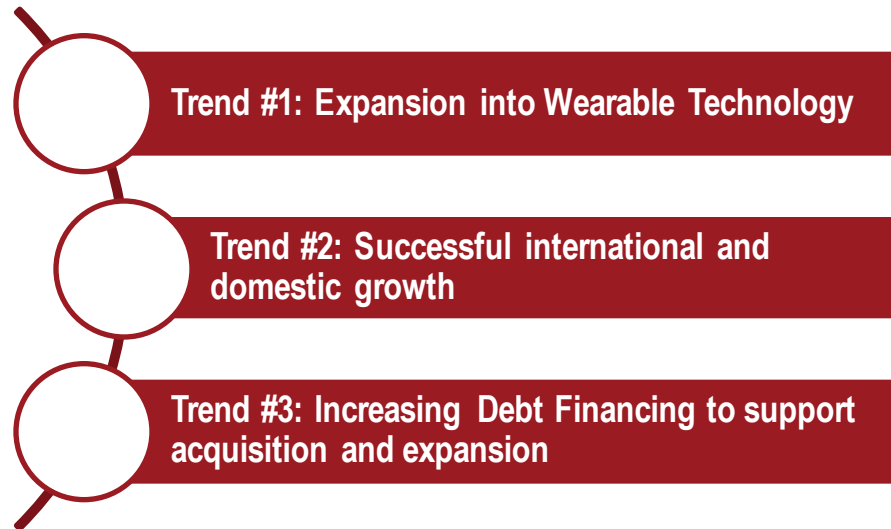 Trend #1: Expansion into Wearable Technology
Trend #2: Successful international and
domestic growth
Trend #3: Increasing Debt Financing to support
acquisition and expansion